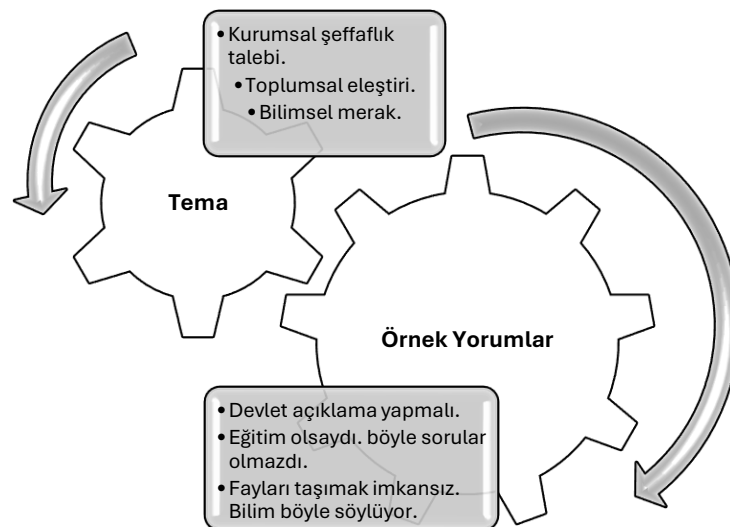 • Kurumsal şeffaflık
talebi.
• Toplumsal eleştiri.
• Bilimsel merak.
Tema
Örnek Yorumlar
• Devlet açıklama yapmalı.
• Eğitim olsaydı. böyle sorular
olmazdı.
• Fayları taşımak imkansız.
Bilim böyle söylüyor.